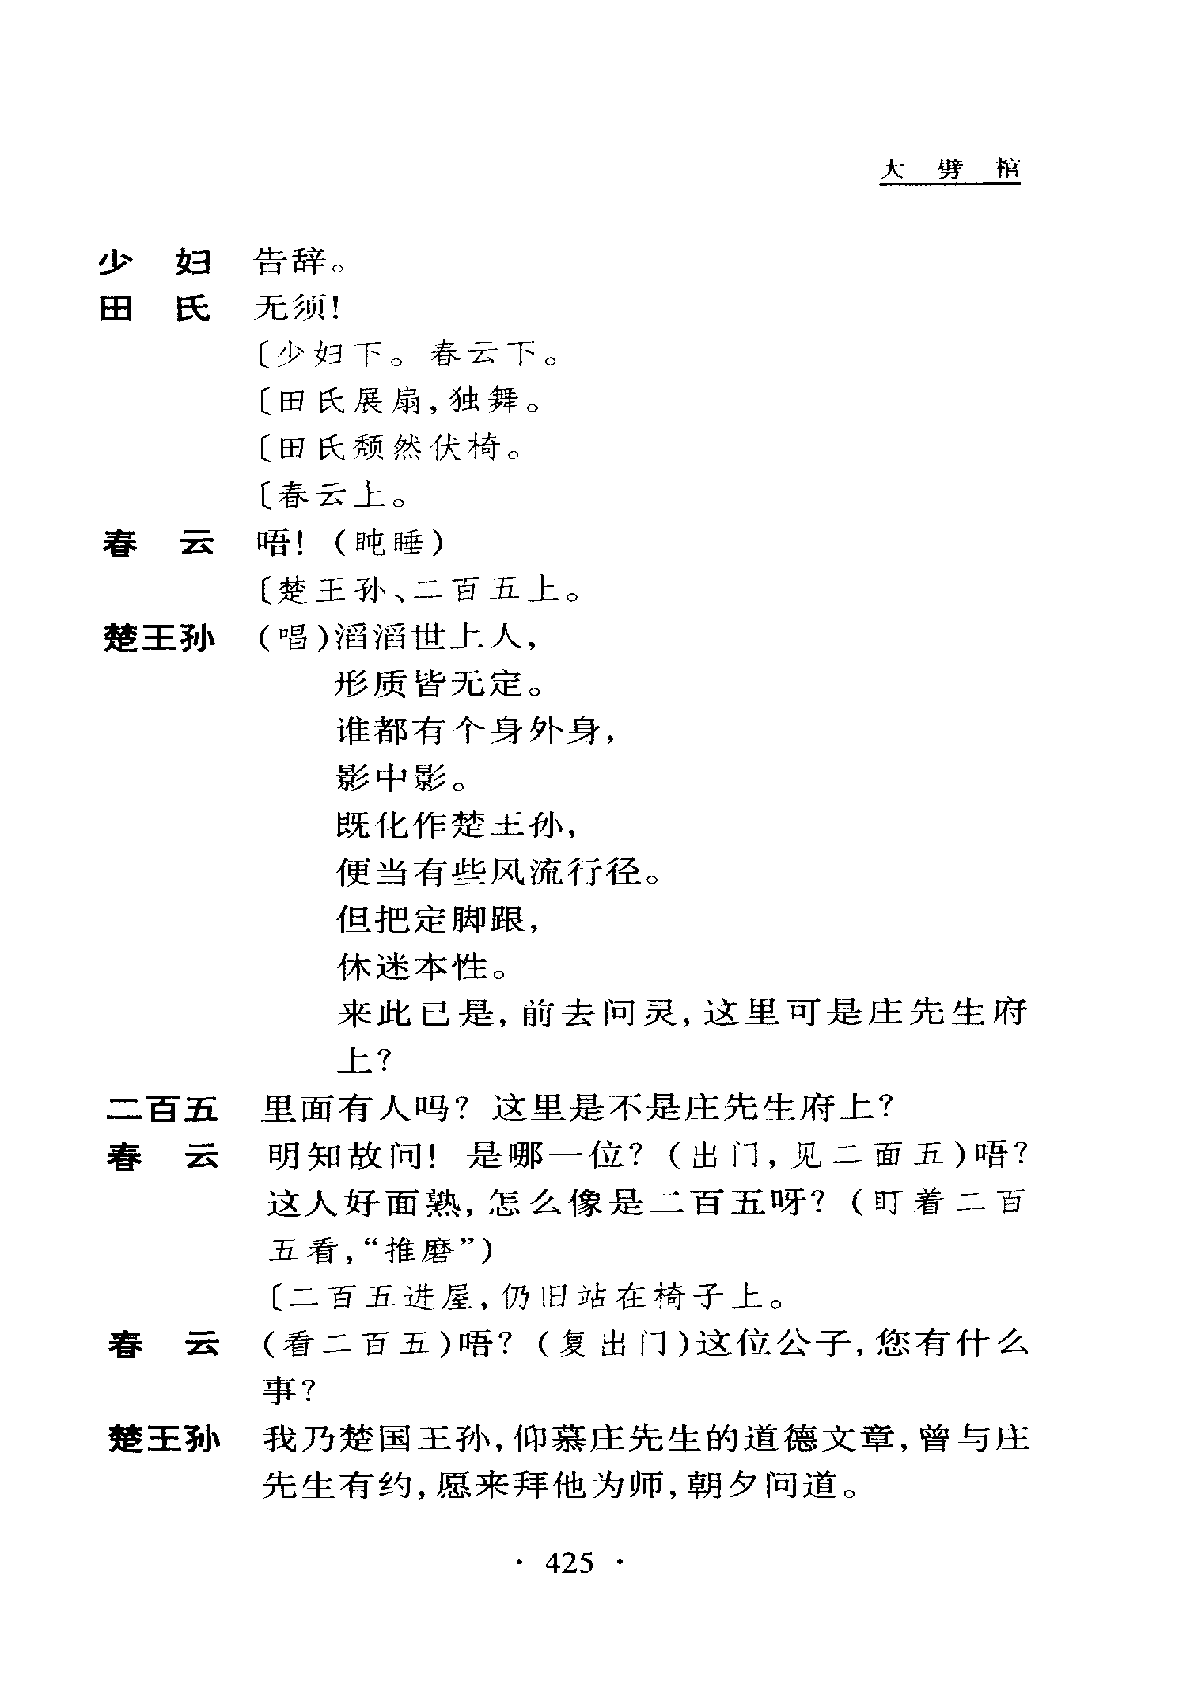 大 劈 棺
少 妇 告辞。
田 氏 无须!
〔少妇下。春云下。
〔田氏展扇,独舞。
〔田氏颓然伏椅。
〔春云上。
春 云 唔!(盹睡)
〔楚王孙、二百五上。
楚王孙 (唱)滔滔世上人,
形质皆无定。
谁都有个身外身,
影中影。
既化作楚王孙,
便当有些风流行径。
但把定脚跟,
休迷本性。
来此已是,前去问灵,这里可是庄先生府
上?
二百五 里面有人吗? 这里是不是庄先生府上?
春 云 明知故问! 是哪一位?(出门,见二面五)唔?
这人好面熟,怎么像是二百五呀?(盯着二百
五看,“推磨”)
〔二百五进屋,仍旧站在椅子上。
春 云 (看二百五)唔?(复出门)这位公子,您有什么
事?
楚王孙 我乃楚国王孙,仰慕庄先生的道德文章,曾与庄
先生有约,愿来拜他为师,朝夕问道。
· 425 ·